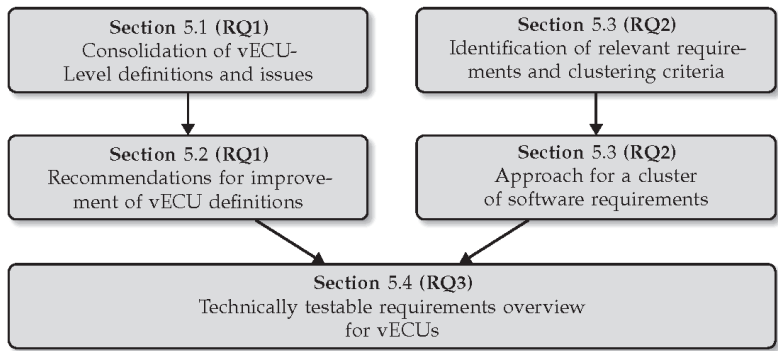 Section 5.1 (RQ1)
Consolidation of vECU-
Level definitions and issues
Section 5.3 (RQ2)
Identification of relevant require-
ments and clustering criteria
Section 5.2 (RQ1)
Recommendations for improve-
ment of vECU definitions
Section 5.3 (RQ2)
Approach for a cluster
of software requirements
Section 5.4 (RQ3)
Technically testable requirements overview
for vECUs